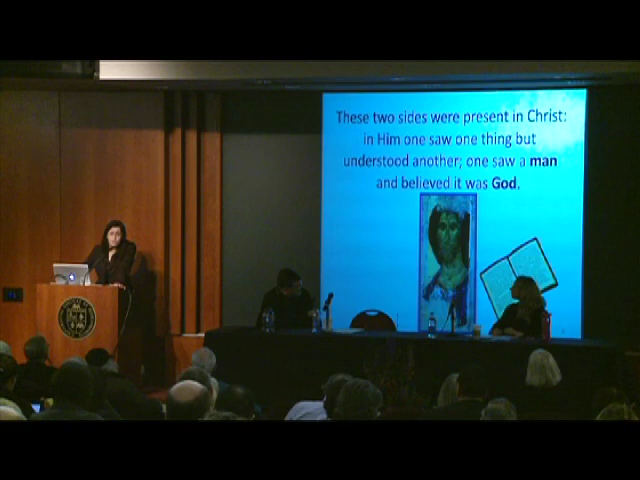 These two sides were present in Christ:
in Him one saw one thing but
understood another; one saw a man
and believed it was God.